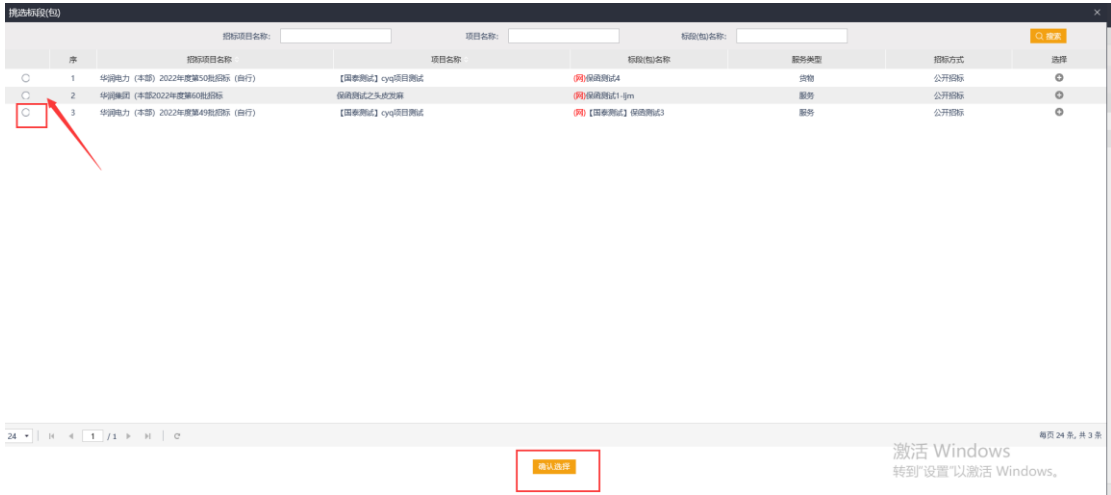 挑选标段(包)
招标项目名称: 项目名称: 标段(包)名称: 搜索
序 招标项目名称 项目名称 标段(包)名称 服务类型 招标方式 选择
1 华润电力（本部）2022年度第50批招标（自行） 【国泰测试】cyq项目测试 (网)保函测试4 货物 公开招标
2 华润集团（本部2022年度第60批招标 保函测试之头皮发麻 (网)保函测试1-ljm 服务 公开招标
3 华润电力（本部）2022年度第49批招标（自行） 【国泰测试】cyq项目测试 (网)【国泰测试】保函测试3 服务 公开招标
24 1 / 1 每页 24 条, 共 3 条
确认选择
激活 Windows
转到"设置"以激活 Windows。